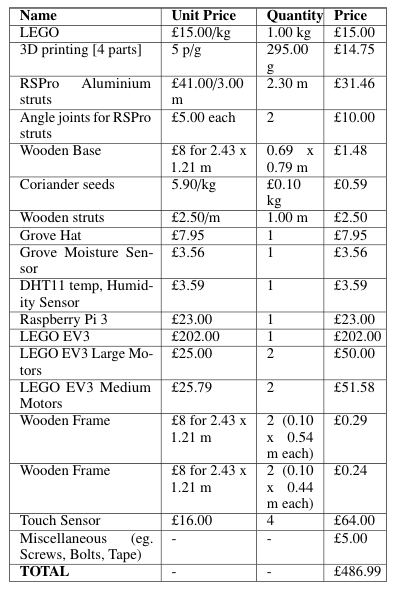 Name Unit Price Quantity Price
LEGO £15.00/kg 1.00 kg £15.00
3D printing [4 parts] 5 p/g 295.00 £14.75
g
RSPro Aluminium £41.00/3.00 2.30 m £31.46
struts m
Angle joints for RSPro £5.00 each 2 £10.00
struts
Wooden Base £8 for 2.43 x 0.69 x £1.48
1.21 m 0.79 m
Coriander seeds 5.90/kg £0.10 £0.59
kg
Wooden struts £2.50/m 1.00 m £2.50
Grove Hat £7.95 1 £7.95
Grove Moisture Sen- £3.56 1 £3.56
sor
DHT11 temp, Humid- £3.59 1 £3.59
ity Sensor
Raspberry Pi 3 £23.00 1 £23.00
LEGO EV3 £202.00 1 £202.00
LEGO EV3 Large Mo- £25.00 2 £50.00
tors
LEGO EV3 Medium £25.79 2 £51.58
Motors
Wooden Frame £8 for 2.43 x 2 (0.10 £0.29
1.21 m x 0.54
m each)
Wooden Frame £8 for 2.43 x 2 (0.10 £0.24
1.21 m x 0.44
m each)
Touch Sensor £16.00 4 £64.00
Miscellaneous (eg. - - £5.00
Screws, Bolts, Tape)
TOTAL - - £486.99